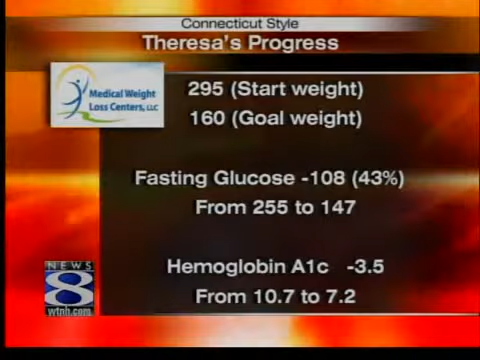 Connecticut Style
Theresa's Progress
Medical Weight
Loss Centers, LLC
295 (Start weight)
160 (Goal weight)
Fasting Glucose -108 (43%)
From 255 to 147
Hemoglobin A1c -3.5
From 10.7 to 7.2
NEWS
8
wtnh.com